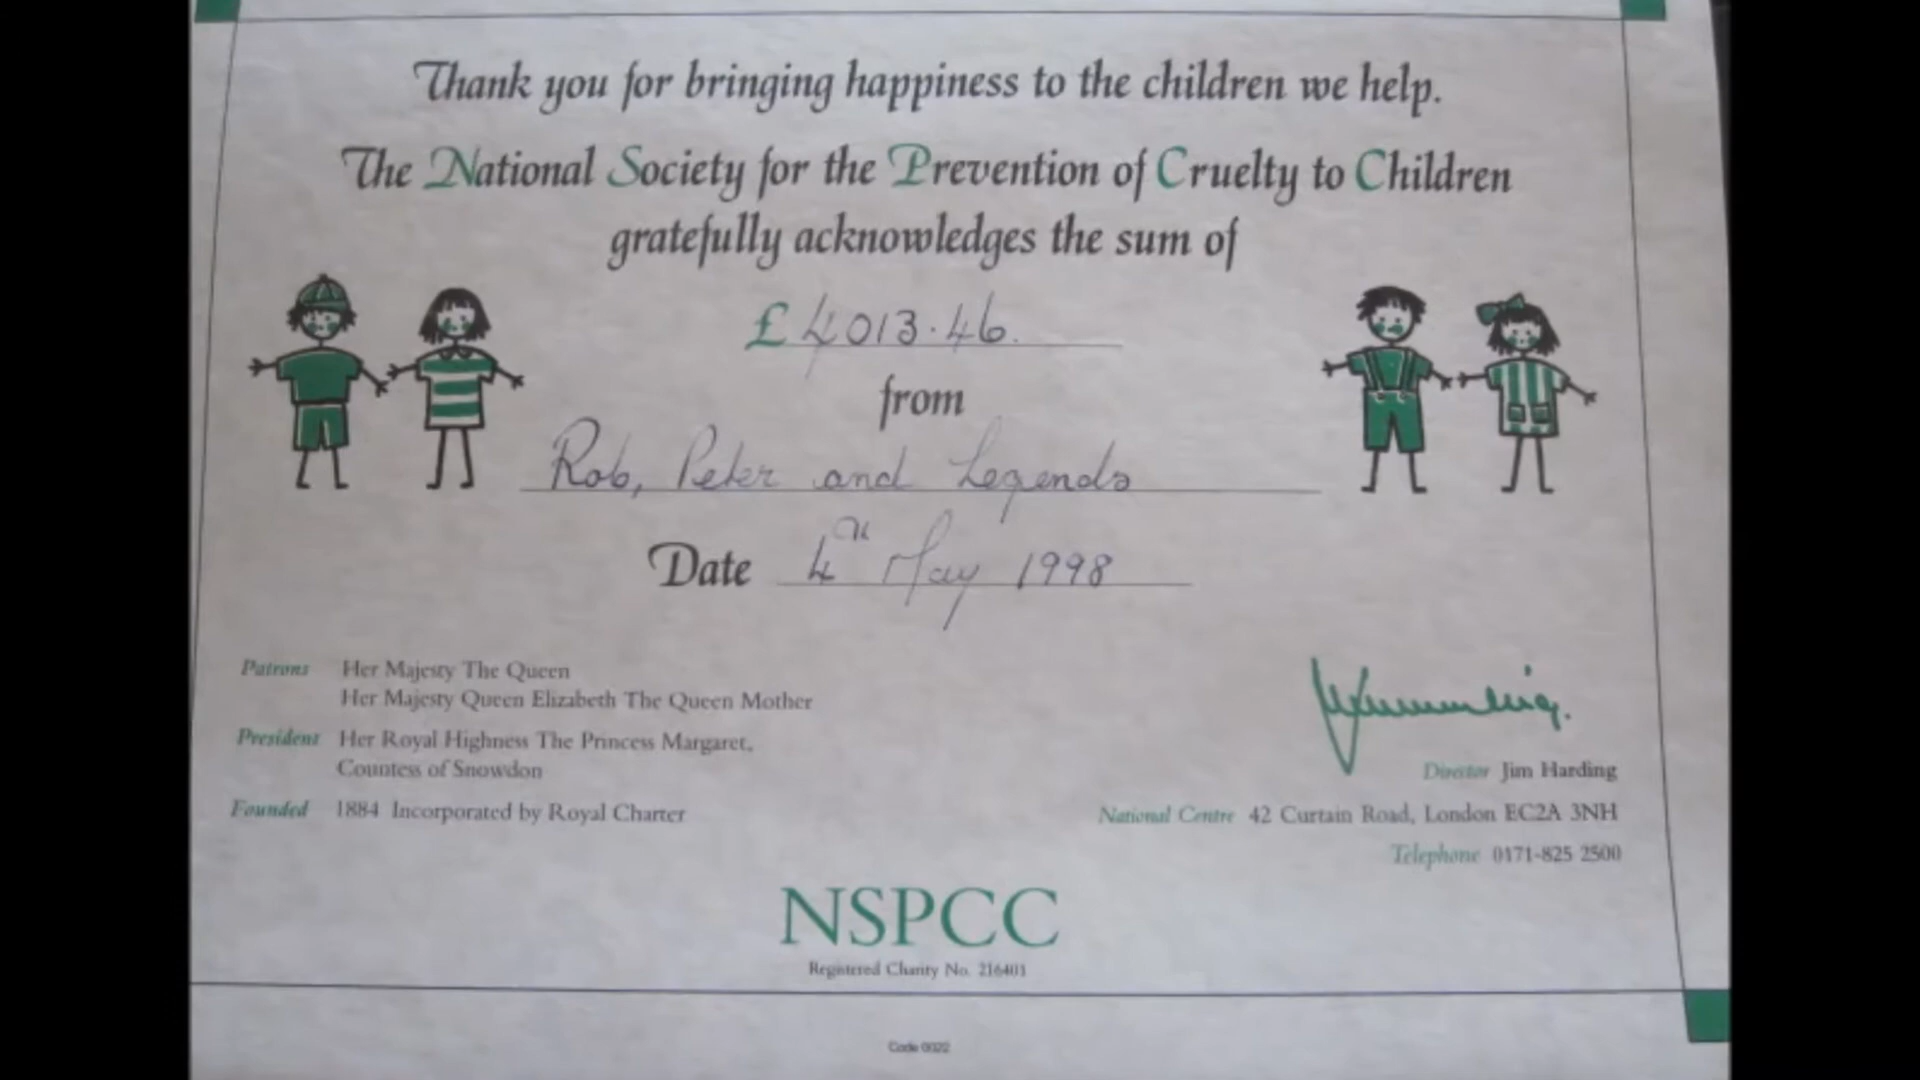 Thank you for bringing happiness to the children we help.
The National Society for the Prevention of Cruelty to Children
gratefully acknowledges the sum of
£4013.46.
from
Rob, Peter and Legends
Date 4th May 1998
Patrons Her Majesty The Queen
Her Majesty Queen Elizabeth The Queen Mother
President Her Royal Highness The Princess Margaret,
Countess of Snowdon
Founded 1884 Incorporated by Royal Charter
Director Jim Harding
National Centre 42 Curtain Road, London EC2A 3NH
Telephone 0171-825 2500
NSPCC
Registered Charity No. 216401
Code 0022